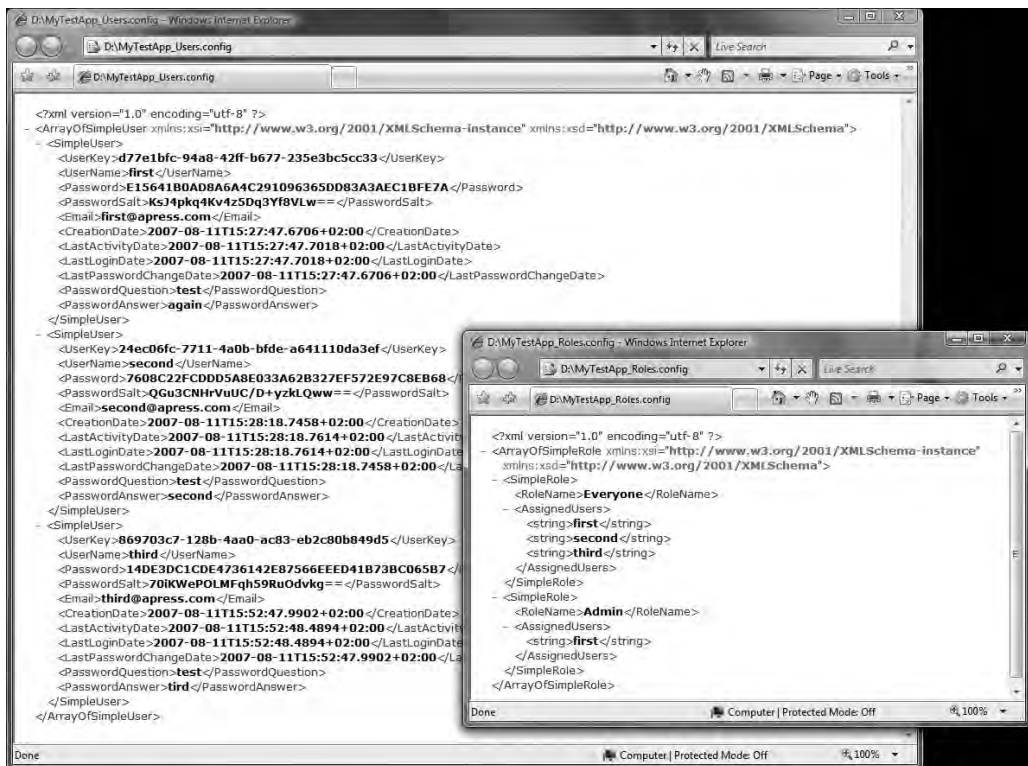 D:\MyTestApp_Users.config - Windows Internet Explorer
D:\MyTestApp_Users.config
Live Search
D:\MyTestApp_Users.config
Page
Tools
<?xml version="1.0" encoding="utf-8" ?>
- <ArrayOfSimpleUser xmlns:xsi="http://www.w3.org/2001/XMLSchema-instance" xmlns:xsd="http://www.w3.org/2001/XMLSchema">
- <SimpleUser>
<UserKey>d77e1bfc-94a8-42ff-b677-235e3bc5cc33</UserKey>
<UserName>first</UserName>
<Password>E15641B0AD8A6A4C291096365DD83A3AEC1BFE7A</Password>
<PasswordSalt>KsJ4pkq4Kv4z5Dq3Yf8VLw==</PasswordSalt>
<Email>first@apress.com</Email>
<CreationDate>2007-08-11T15:27:47.6706+02:00</CreationDate>
<LastActivityDate>2007-08-11T15:27:47.7018+02:00</LastActivityDate>
<LastLoginDate>2007-08-11T15:27:47.7018+02:00</LastLoginDate>
<LastPasswordChangeDate>2007-08-11T15:27:47.6706+02:00</LastPasswordChangeDate>
<PasswordQuestion>test</PasswordQuestion>
<PasswordAnswer>again</PasswordAnswer>
</SimpleUser>
- <SimpleUser>
<UserKey>24ec06fc-7711-4a0b-bfde-a641110da3ef</UserKey>
<UserName>second</UserName>
<Password>7608C22FCDDD5A8E033A62B327EF572E97C8EB68</
<PasswordSalt>QGu3CNHrVuUC/D+yzkLQww==</PasswordSalt>
<Email>second@apress.com</Email>
<CreationDate>2007-08-11T15:28:18.7458+02:00</CreationDate>
<LastActivityDate>2007-08-11T15:28:18.7614+02:00</LastActivit
<LastLoginDate>2007-08-11T15:28:18.7614+02:00</LastLoginDate
<LastPasswordChangeDate>2007-08-11T15:28:18.7458+02:00</La
<PasswordQuestion>test</PasswordQuestion>
<PasswordAnswer>second</PasswordAnswer>
</SimpleUser>
- <SimpleUser>
<UserKey>869703c7-128b-4aa0-ac83-eb2c80b849d5</UserKey>
<UserName>third</UserName>
<Password>14DE3DC1CDE4736142E87566EEED41B73BC065B7</
<PasswordSalt>70iKWePOLMFqh59RuOdvkg==</PasswordSalt>
<Email>third@apress.com</Email>
<CreationDate>2007-08-11T15:52:47.9902+02:00</CreationDate>
<LastActivityDate>2007-08-11T15:52:48.4894+02:00</LastActivit
<LastLoginDate>2007-08-11T15:52:48.4894+02:00</LastLoginDate
<LastPasswordChangeDate>2007-08-11T15:52:47.9902+02:00</La
<PasswordQuestion>test</PasswordQuestion>
<PasswordAnswer>tird</PasswordAnswer>
</SimpleUser>
</ArrayOfSimpleUser>
Done
Computer | Protected Mode: Off
100%
D:\MyTestApp_Roles.config - Windows Internet Explorer
D:\MyTestApp_Roles.config
Live Search
D:\MyTestApp_Roles.config
Page
Tools
<?xml version="1.0" encoding="utf-8" ?>
- <ArrayOfSimpleRole xmlns:xsi="http://www.w3.org/2001/XMLSchema-instance"
xmlns:xsd="http://www.w3.org/2001/XMLSchema">
- <SimpleRole>
<RoleName>Everyone</RoleName>
- <AssignedUsers>
<string>first</string>
<string>second</string>
<string>third</string>
</AssignedUsers>
</SimpleRole>
- <SimpleRole>
<RoleName>Admin</RoleName>
- <AssignedUsers>
<string>first</string>
</AssignedUsers>
</SimpleRole>
</ArrayOfSimpleRole>
Done
Computer | Protected Mode: Off
100%